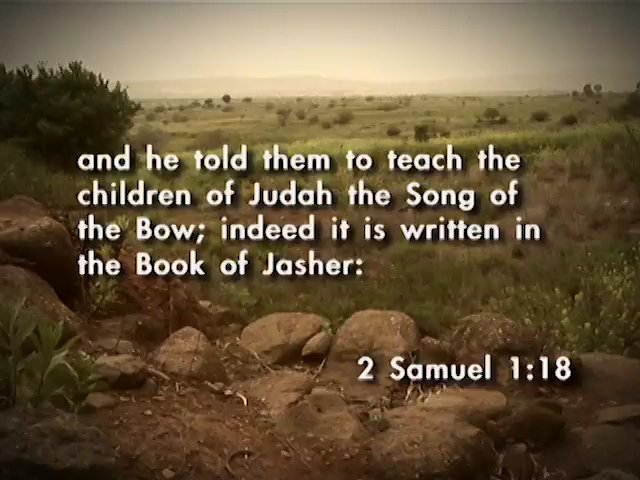 and he told them to teach the
children of Judah the Song of
the Bow; indeed it is written in
the Book of Jasher:
2 Samuel 1:18